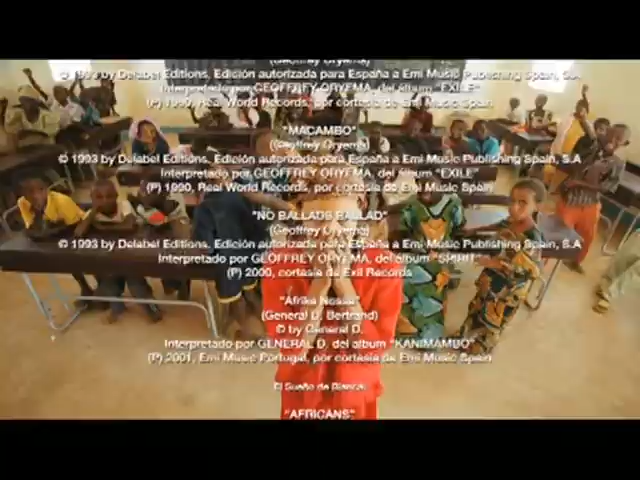 (Geoffrey Oryema)
© 1993 by Delabel Editions. Edición autorizada para España a Emi Music Publishing Spain, S.A
Interpretado por GEOFFREY ORYEMA, del álbum "EXILE"
(P) 1990, Real World Records, por cortesía de Emi Music Spain
"MACAMBO"
(Geoffrey Oryema)
© 1993 by Delabel Editions. Edición autorizada para España a Emi Music Publishing Spain, S.A
Interpretado por GEOFFREY ORYEMA, del álbum "EXILE"
(P) 1990, Real World Records, por cortesía de Emi Music Spain
"NO BALLADS BALLAD"
(Geoffrey Oryema)
© 1993 by Delabel Editions. Edición autorizada para España a Emi Music Publishing Spain, S.A
Interpretado por GEOFFREY ORYEMA, del album "SPIRIT"
(P) 2000, cortesia de Exil Records
"Afrika Nossa"
(General D. Bertrand)
© by General D.
Interpretado por GENERAL D. del álbum "KANIMAMBO"
(P) 2001, Emi Music Portugal, por cortesía de Emi Music Spain
El Sueño de Bianca
"AFRICANS"